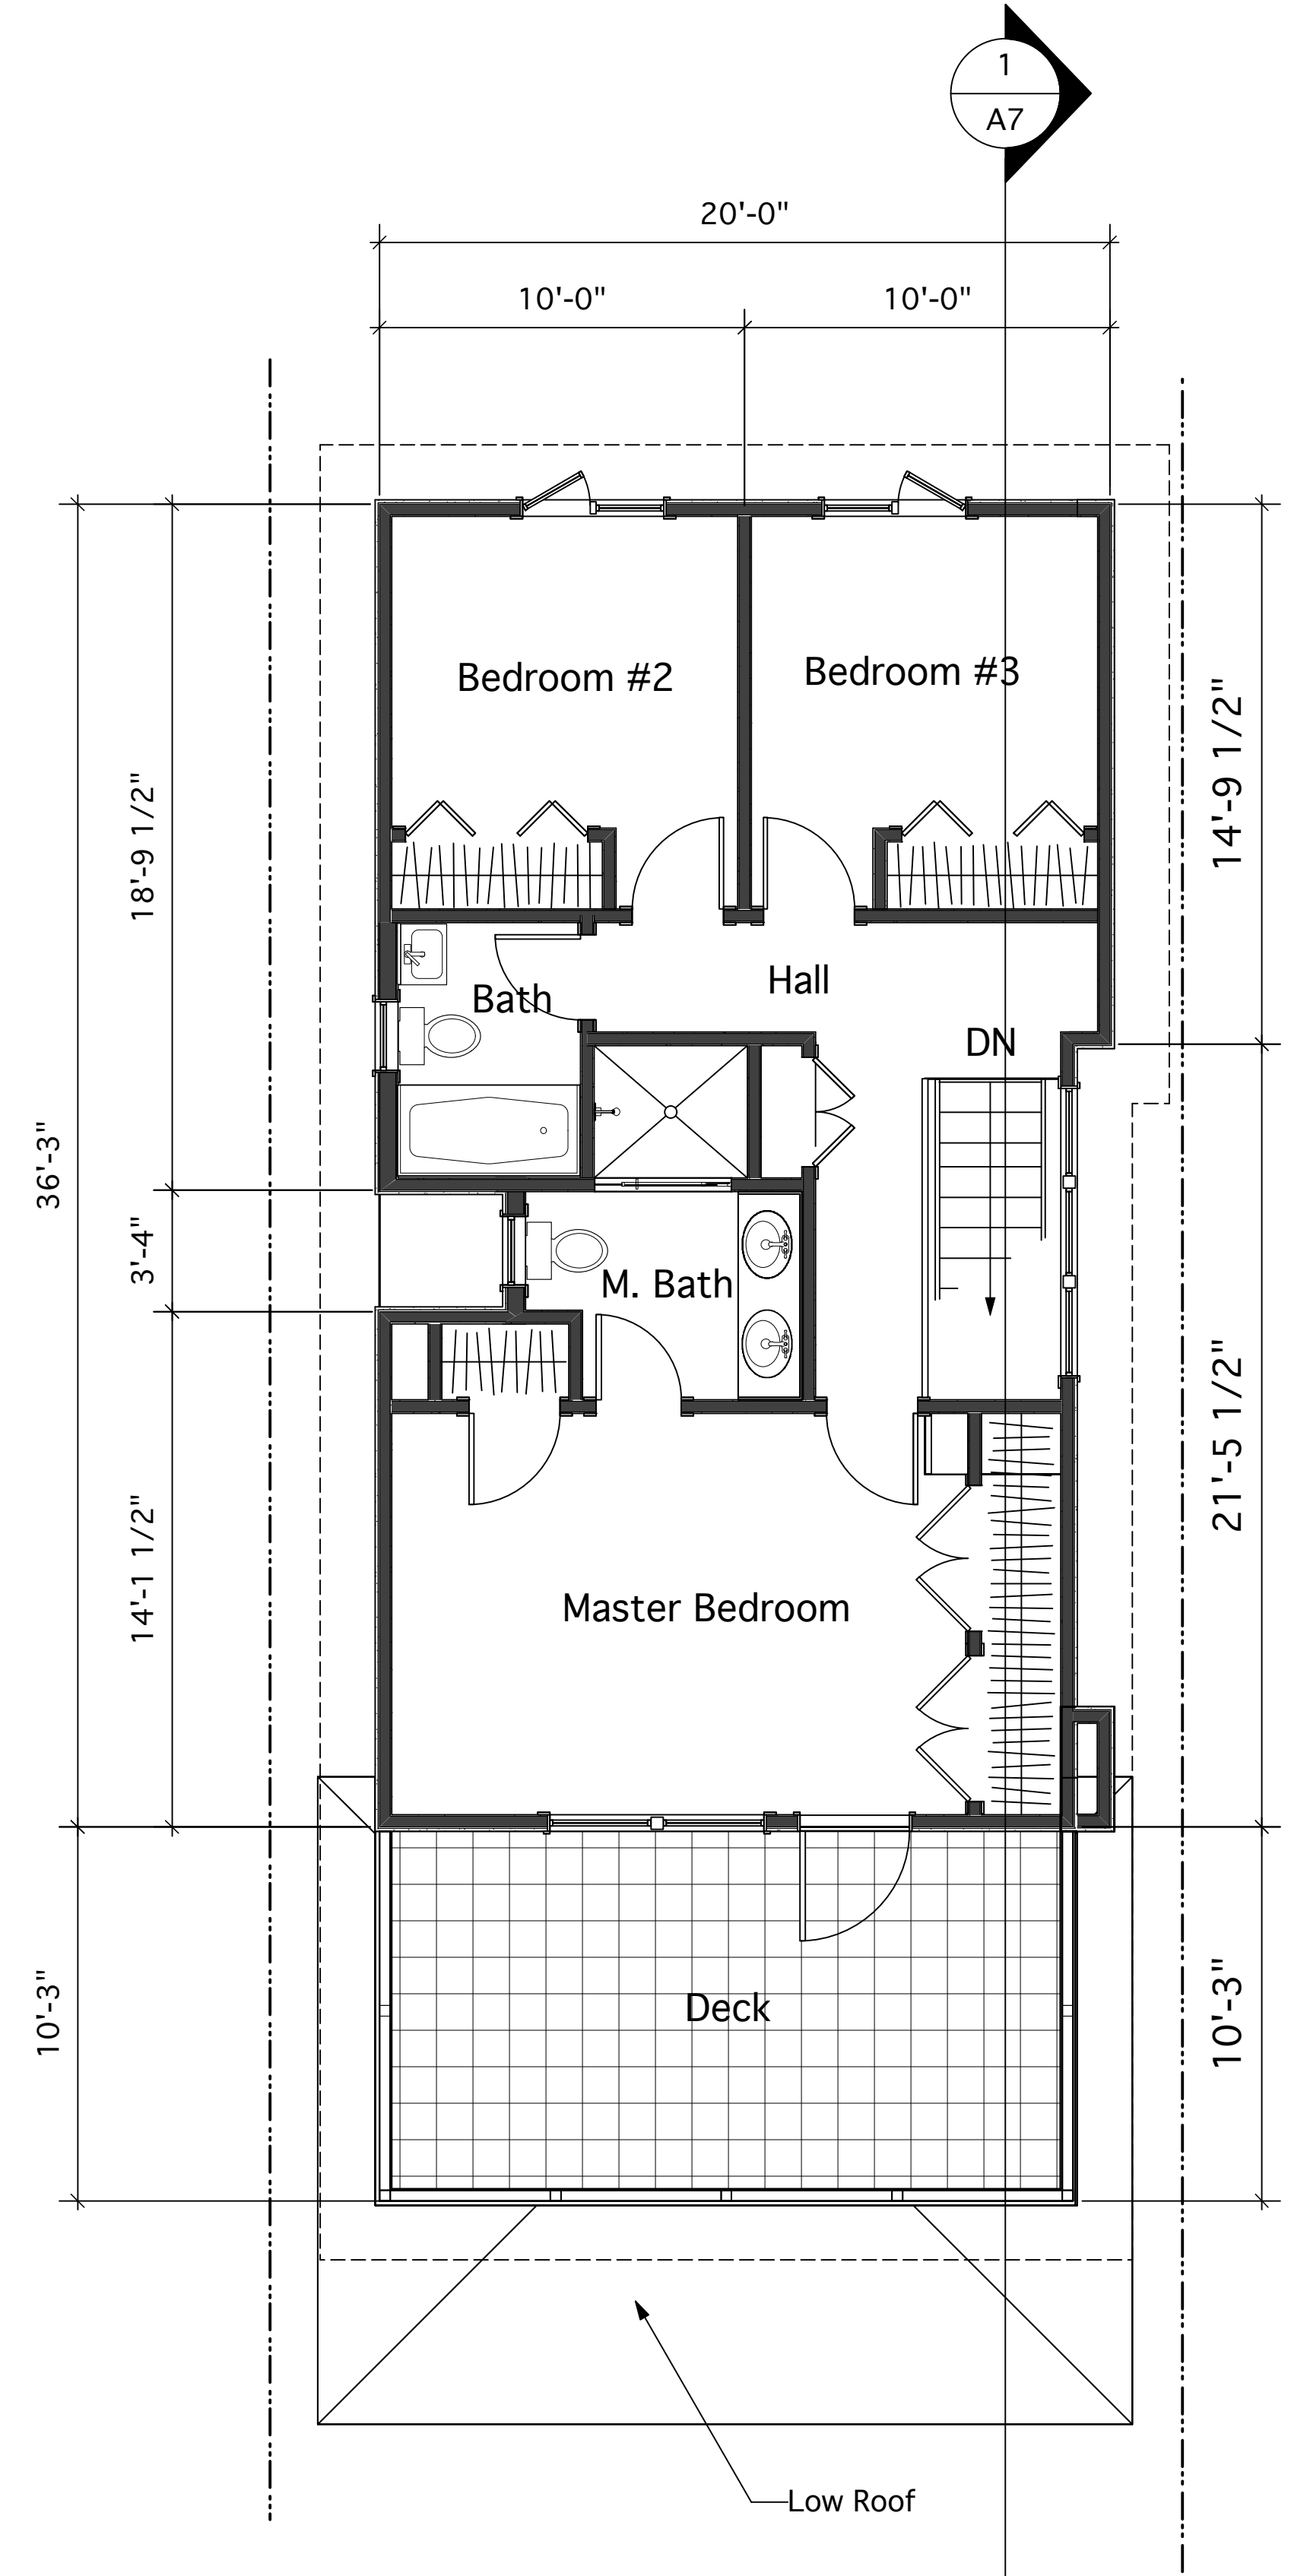 1
A7
20'-0"
10'-0"
10'-0"
Bedroom #2
Bedroom #3
14'-9 1/2"
18'-9 1/2"
Hall
Bath
DN
36'-3"
3'-4"
M. Bath
21'-5 1/2"
14'-1 1/2"
Master Bedroom
10'-3"
Deck
10'-3"
Low Roof